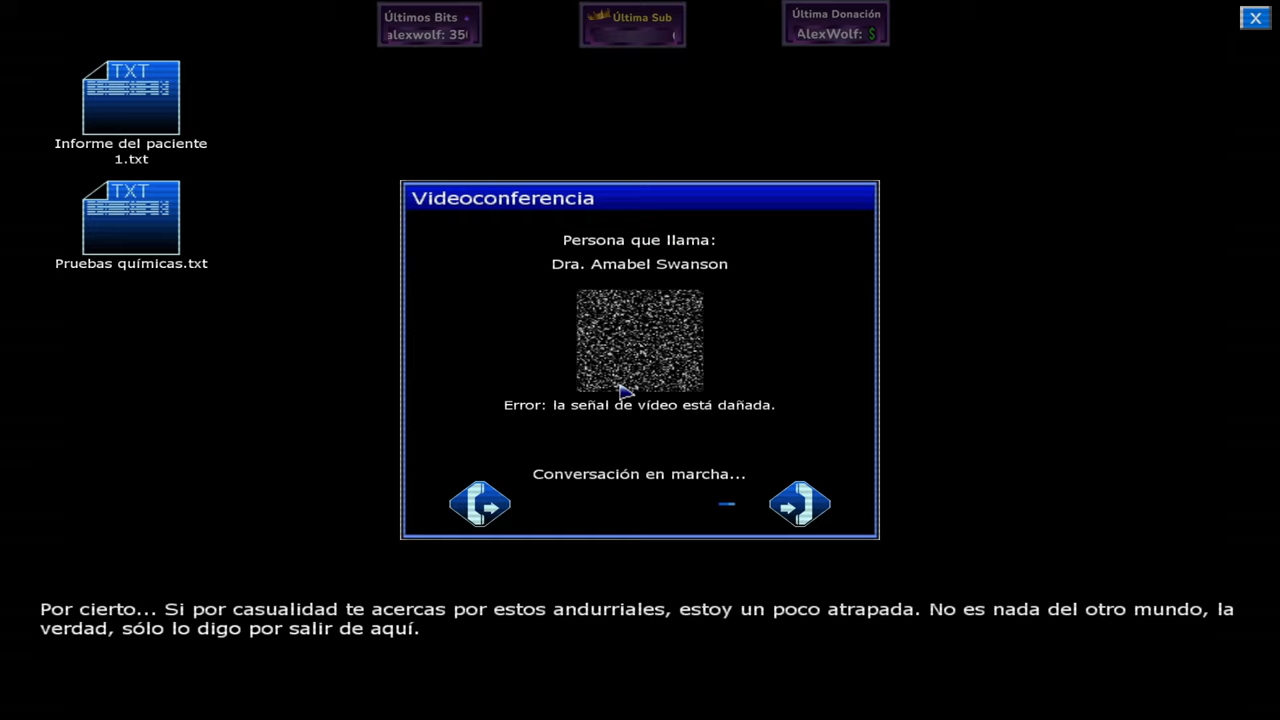 Últimos Bits
alexwolf: 350
Última Sub
Última Donación
AlexWolf: $
X
TXT
Informe del paciente
1.txt
TXT
Pruebas químicas.txt
Videoconferencia
Persona que llama:
Dra. Amabel Swanson
Error: la señal de vídeo está dañada.
Conversación en marcha...
Por cierto... Si por casualidad te acercas por estos andurriales, estoy un poco atrapada. No es nada del otro mundo, la
verdad, sólo lo digo por salir de aquí.